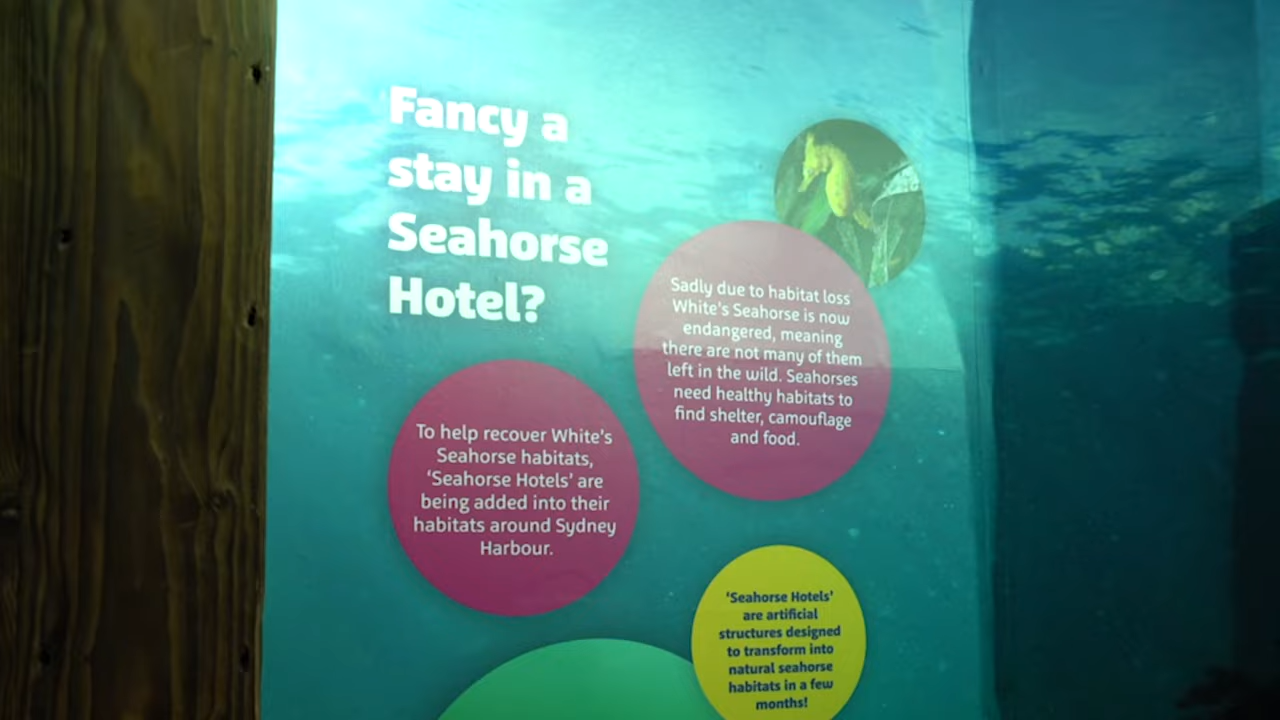 Fancy a
stay in a
Seahorse
Hotel?
Sadly due to habitat loss
White's Seahorse is now
endangered, meaning
there are not many of them
left in the wild. Seahorses
need healthy habitats to
find shelter, camouflage
and food.
To help recover White's
Seahorse habitats,
‘Seahorse Hotels’ are
being added into their
habitats around Sydney
Harbour.
‘Seahorse Hotels’
are artificial
structures designed
to transform into
natural seahorse
habitats in a few
months!